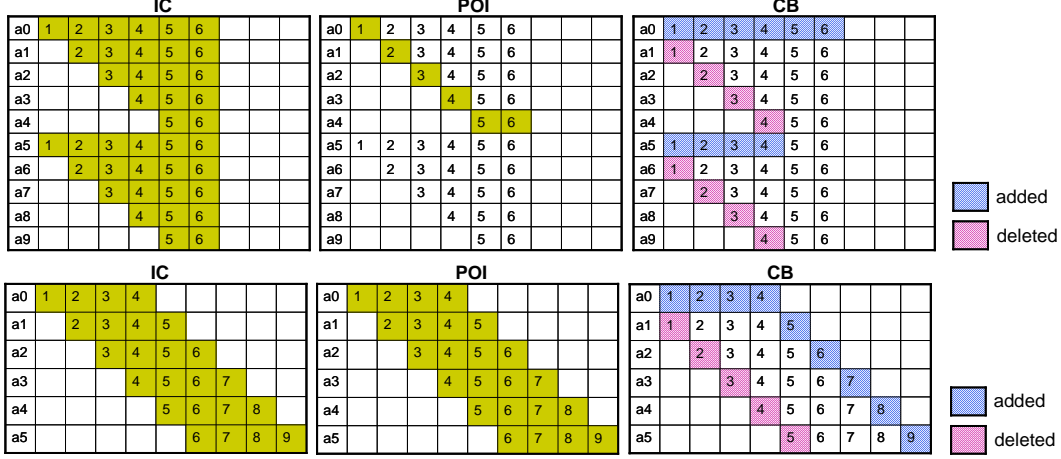 IC
a0 1 2 3 4 5 6
a1 2 3 4 5 6
a2 3 4 5 6
a3 4 5 6
a4 5 6
a5 1 2 3 4 5 6
a6 2 3 4 5 6
a7 3 4 5 6
a8 4 5 6
a9 5 6
POI
a0 1 2 3 4 5 6
a1 2 3 4 5 6
a2 3 4 5 6
a3 4 5 6
a4 5 6
a5 1 2 3 4 5 6
a6 2 3 4 5 6
a7 3 4 5 6
a8 4 5 6
a9 5 6
CB
a0 1 2 3 4 5 6
a1 1 2 3 4 5 6
a2 2 3 4 5 6
a3 3 4 5 6
a4 4 5 6
a5 1 2 3 4 5 6
a6 1 2 3 4 5 6
a7 2 3 4 5 6
a8 3 4 5 6
a9 4 5 6
added
deleted
IC
a0 1 2 3 4
a1 2 3 4 5
a2 3 4 5 6
a3 4 5 6 7
a4 5 6 7 8
a5 6 7 8 9
POI
a0 1 2 3 4
a1 2 3 4 5
a2 3 4 5 6
a3 4 5 6 7
a4 5 6 7 8
a5 6 7 8 9
CB
a0 1 2 3 4
a1 1 2 3 4 5
a2 2 3 4 5 6
a3 3 4 5 6 7
a4 4 5 6 7 8
a5 5 6 7 8 9
added
deleted